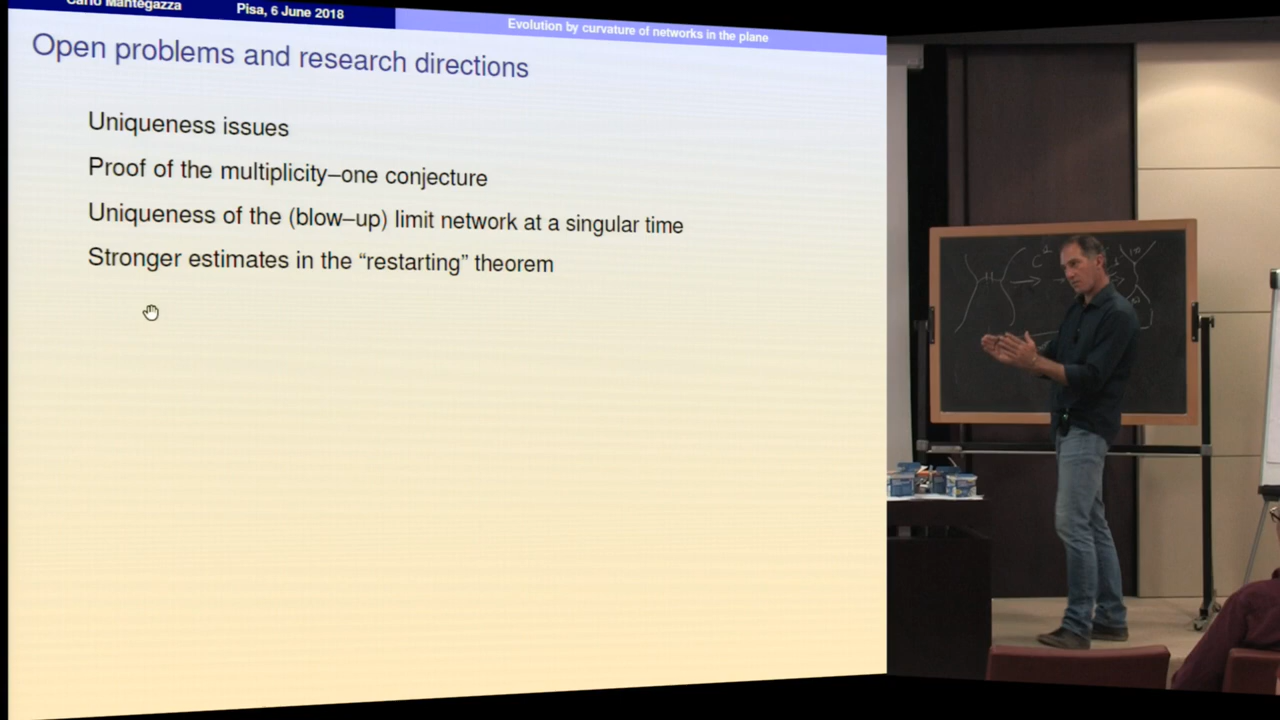 Carlo Mantegazza
Pisa, 6 June 2018
Evolution by curvature of networks in the plane
Open problems and research directions
Uniqueness issues
Proof of the multiplicity–one conjecture
Uniqueness of the (blow–up) limit network at a singular time
Stronger estimates in the “restarting” theorem